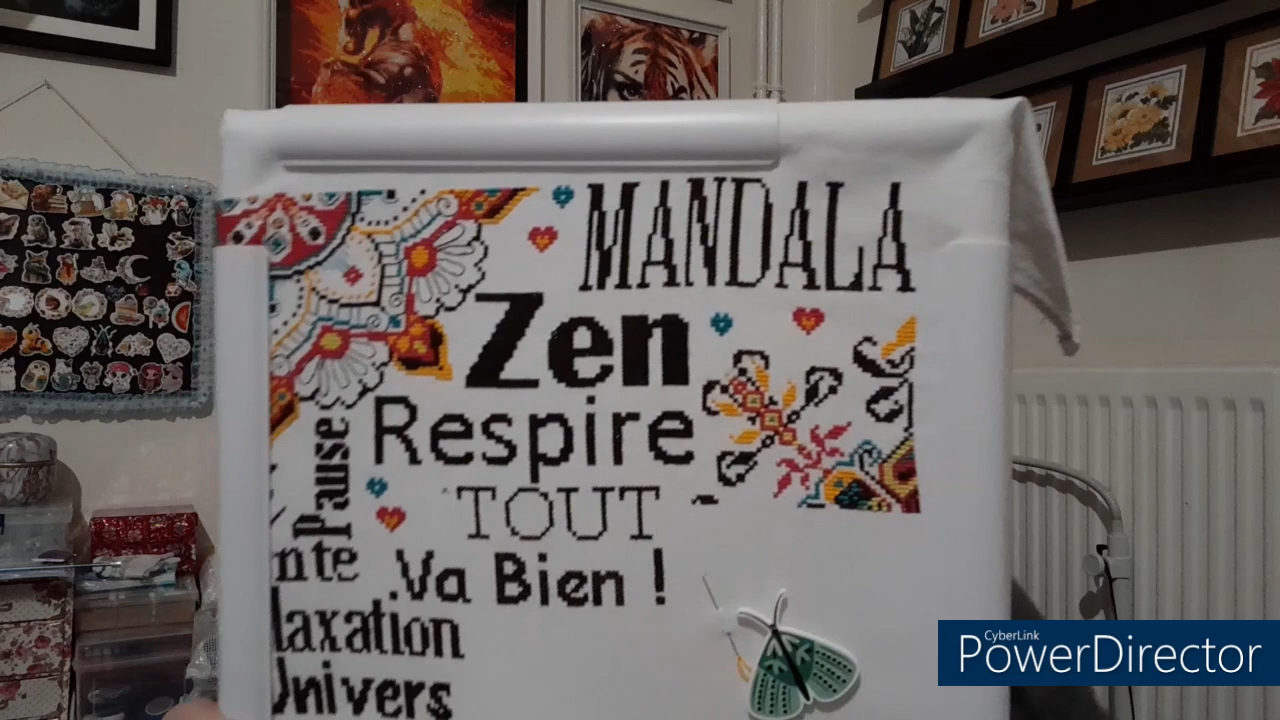 MANDALA
Zen
Respire
Pause
TOUT
Va Bien !
nte
laxation
Univers
CyberLink
PowerDirector